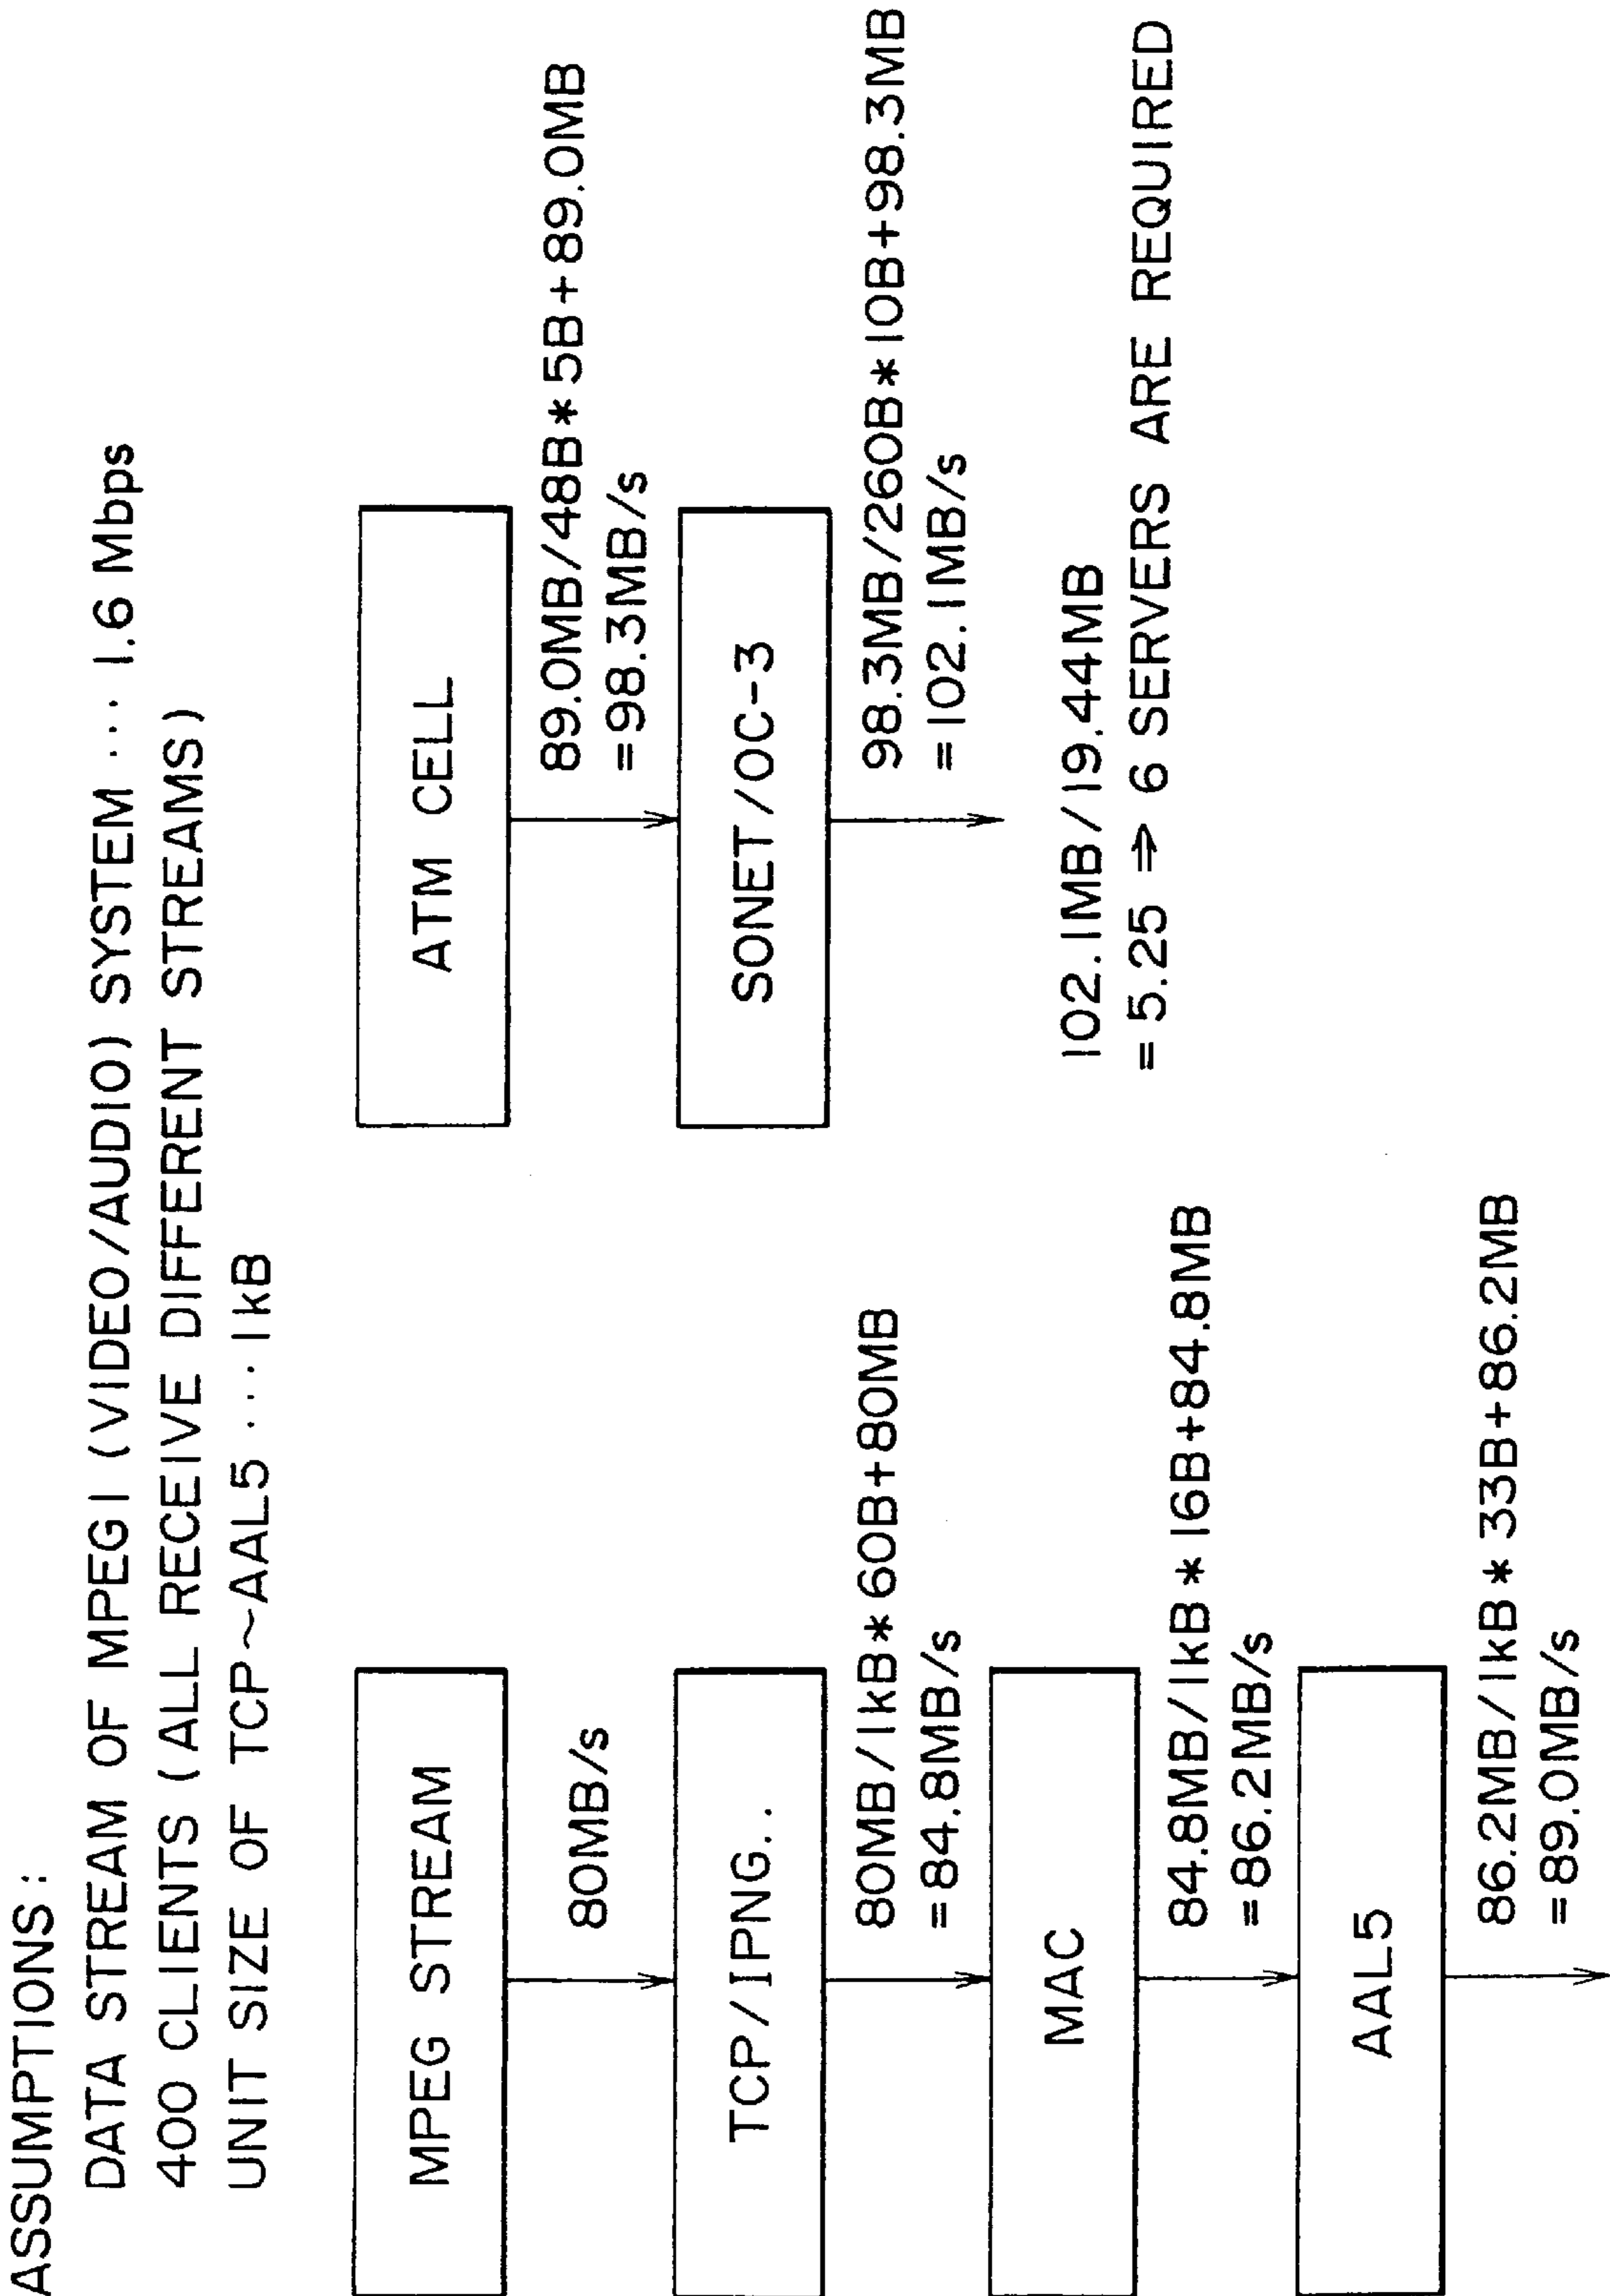 ASSUMPTIONS:
DATA STREAM OF MPEG1 (VIDEO/AUDIO) SYSTEM ··· 1.6 Mbps
400 CLIENTS (ALL RECEIVE DIFFERENT STREAMS)
UNIT SIZE OF TCP~AAL5 ··· 1kB
MPEG STREAM
80MB/s
TCP/IPNG..
80MB/1kB*60B+80MB
=84.8MB/s
MAC
84.8MB/1kB*16B+84.8MB
=86.2MB/s
AAL5
86.2MB/1kB*33B+86.2MB
=89.0MB/s
ATM CELL
89.0MB/48B*5B+89.0MB
=98.3MB/s
SONET/OC-3
98.3MB/260B*10B+98.3MB
=102.1MB/s
102.1MB/19.44MB
=5.25 ⇒ 6 SERVERS ARE REQUIRED